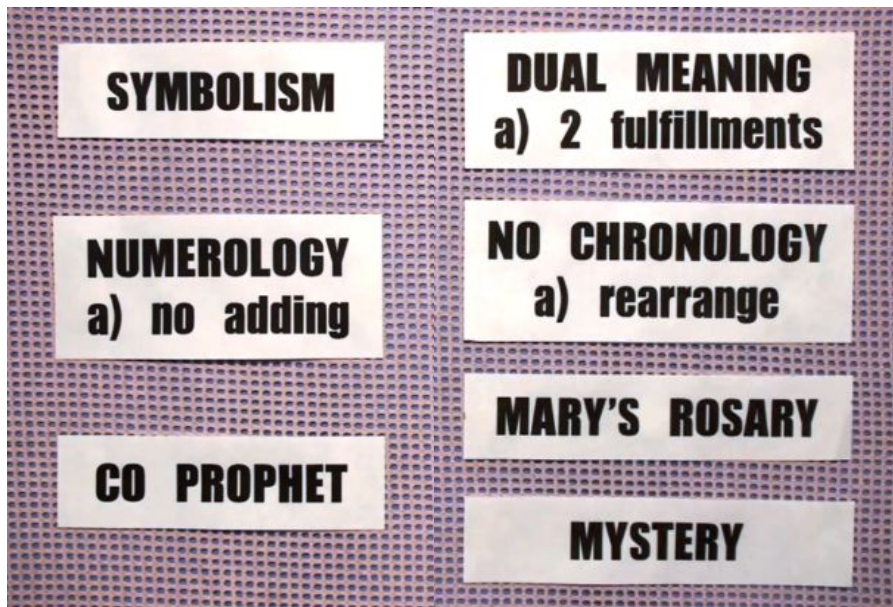 SYMBOLISM
NUMEROLOGY
a) no adding
CO PROPHET
DUAL MEANING
a) 2 fulfillments
NO CHRONOLOGY
a) rearrange
MARY'S ROSARY
MYSTERY